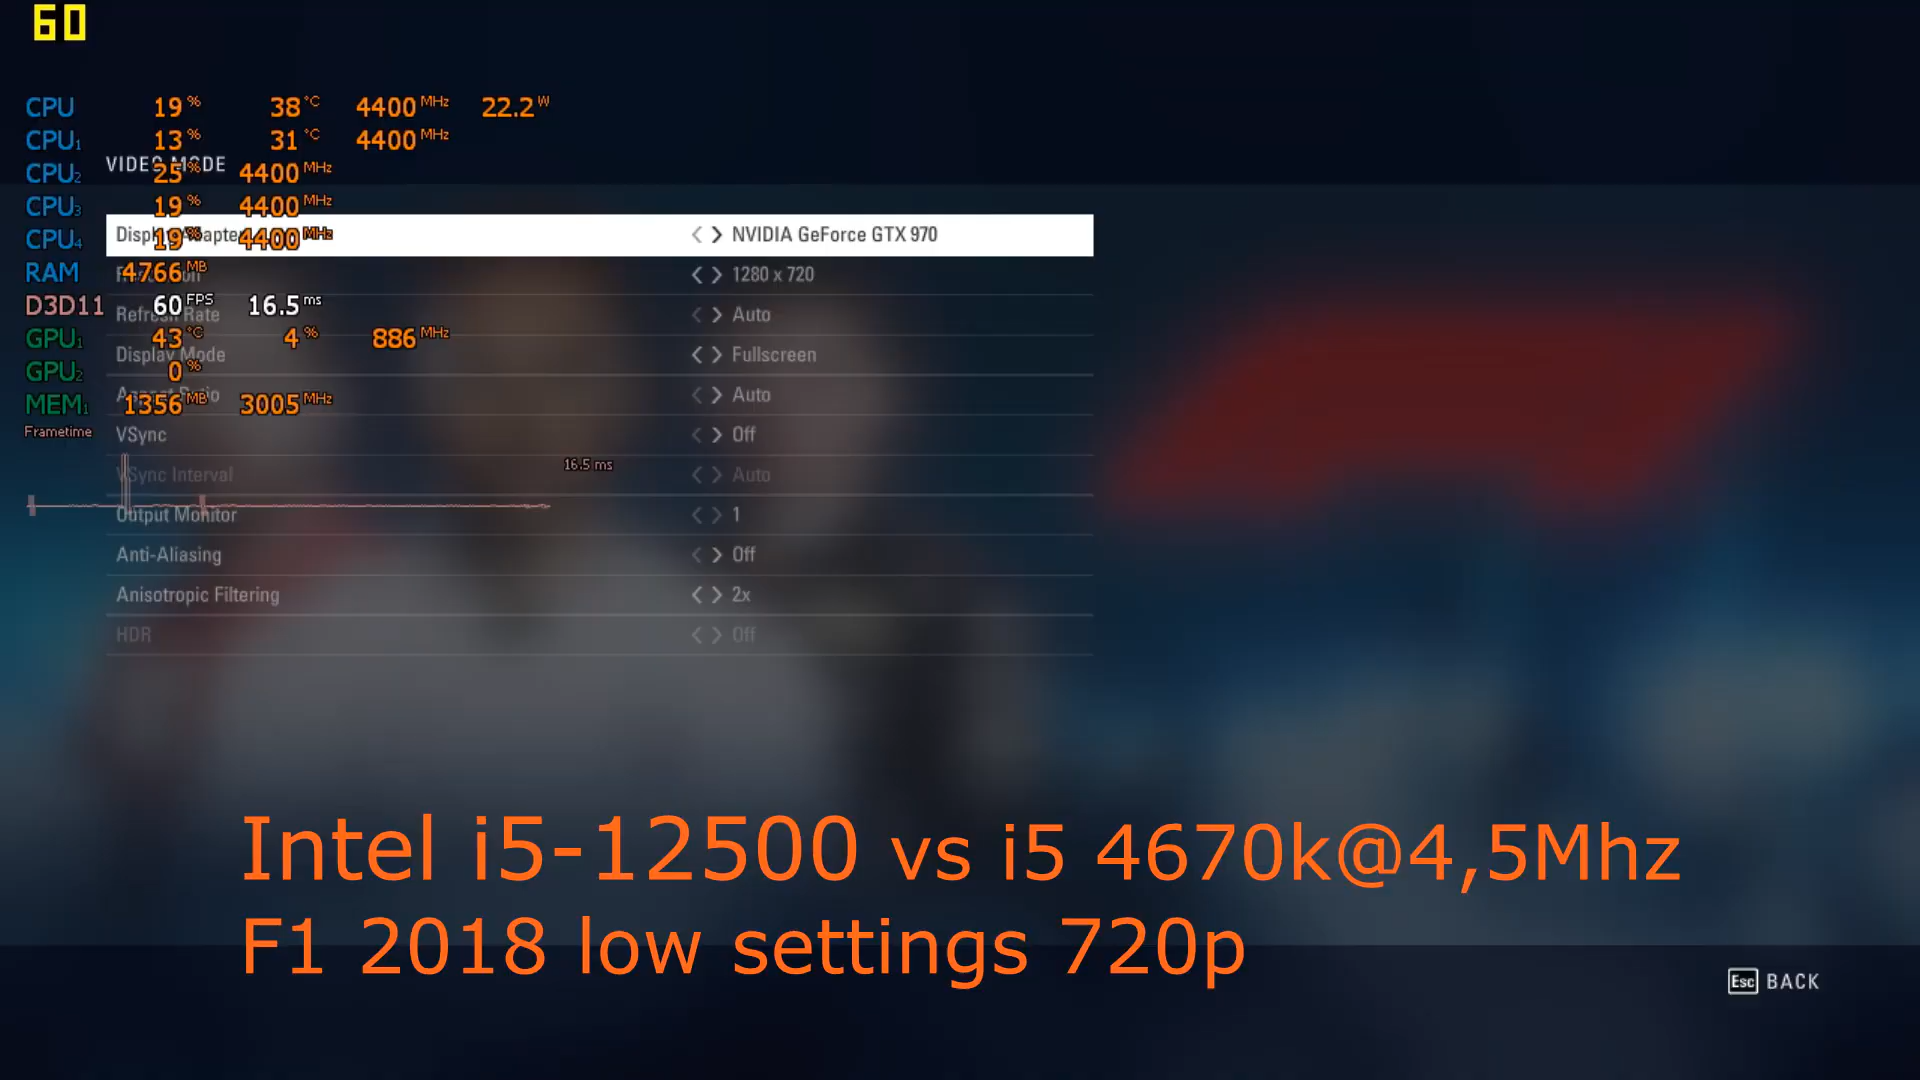 60
CPU 19 % 38 °C 4400 MHz 22.2 W
CPU1 13 % 31 °C 4400 MHz
VIDEO MODE
CPU2 25 % 4400 MHz
CPU3 19 % 4400 MHz
CPU4 19 % 4400 MHz
Display Adapter < > NVIDIA GeForce GTX 970
RAM 4766 MB
< > 1280 x 720
D3D11 60 FPS 16.5 ms
Refresh Rate < > Auto
GPU1 43 °C 4 % 886 MHz
Display Mode < > Fullscreen
GPU2 0 %
Aspect Ratio < > Auto
MEM1 1356 MB 3005 MHz
Frametime
VSync < > Off
16.5 ms
VSync Interval < > Auto
Output Monitor < > 1
Anti-Aliasing < > Off
Anisotropic Filtering < > 2x
HDR < > Off
Intel i5-12500 vs i5 4670k@4,5Mhz
F1 2018 low settings 720p
Esc BACK